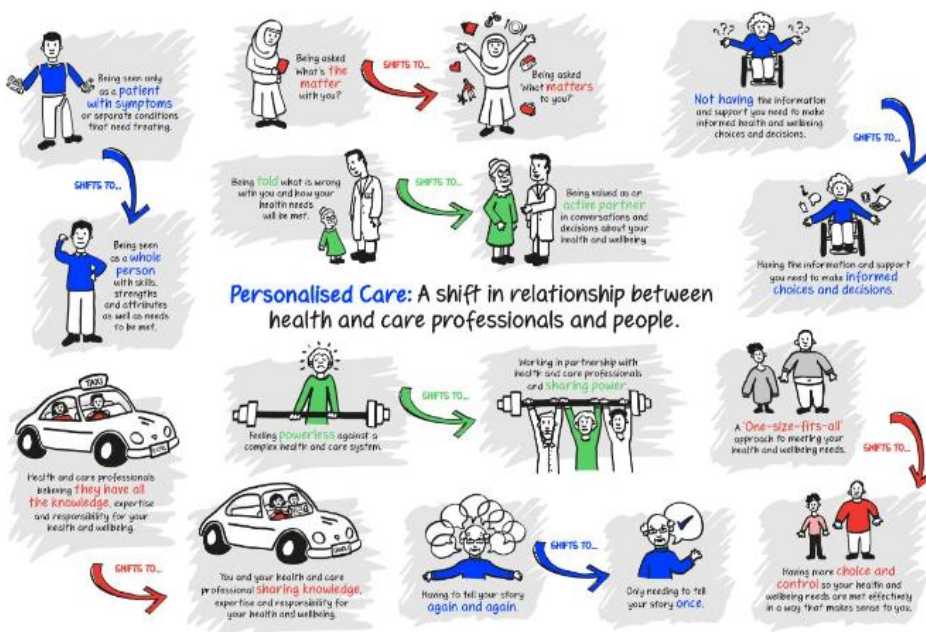 Being seen only
as a patient
with symptoms
or separate conditions
that need treating.
SHIFTS TO...
Being seen
as a whole
person
with skills,
strengths
and attributes
as well as needs
to be met.
Being asked
what's the
matter
with you?
SHIFTS TO...
Being asked
'What matters
to you?'
Not having the information
and support you need to make
informed health and wellbeing
choices and decisions.
SHIFTS TO...
Having the information and support
you need to make informed
choices and decisions.
Being told what is wrong
with you and how your
health needs
will be met.
SHIFTS TO...
Being valued as an
active partner
in conversations and
decisions about your
health and wellbeing
Personalised Care: A shift in relationship between
health and care professionals and people.
TAXI
Health and care professionals
believing they have all
the knowledge, expertise
and responsibility for your
health and wellbeing.
SHIFTS TO...
You and your health and care
professional sharing knowledge,
expertise and responsibility for
your health and wellbeing.
Feeling powerless against a
complex health and care system.
SHIFTS TO...
Working in partnership with
health and care professionals
and sharing power.
Having to tell your story
again and again.
SHIFTS TO...
Only needing to tell
your story once.
A 'One-size-fits-all'
approach to meeting your
health and wellbeing needs.
SHIFTS TO...
Having more choice and
control so your health and
wellbeing needs are met effectively
in a way that makes sense to you.